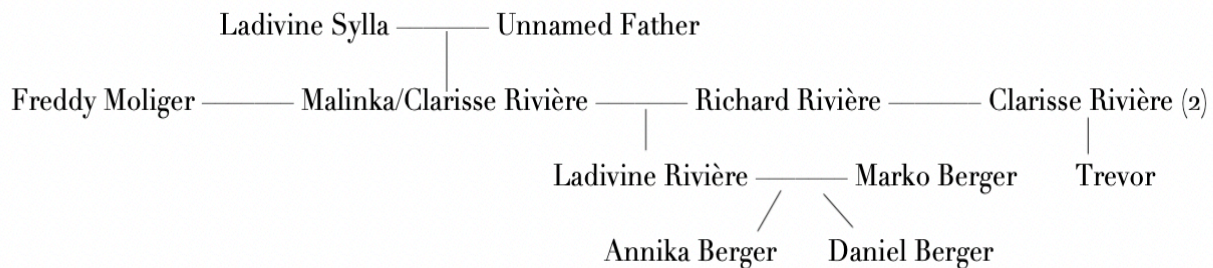 Ladivine Sylla Unnamed Father
Freddy Moliger Malinka/Clarisse Rivière Richard Rivière Clarisse Rivière (2)
Ladivine Rivière Marko Berger Trevor
Annika Berger Daniel Berger